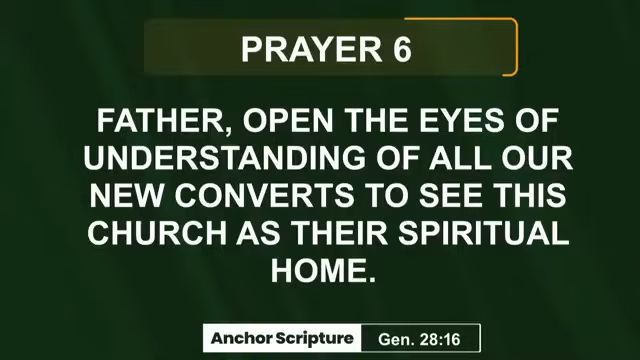 PRAYER 6
FATHER, OPEN THE EYES OF
UNDERSTANDING OF ALL OUR
NEW CONVERTS TO SEE THIS
CHURCH AS THEIR SPIRITUAL
HOME.
Anchor Scripture Gen. 28:16